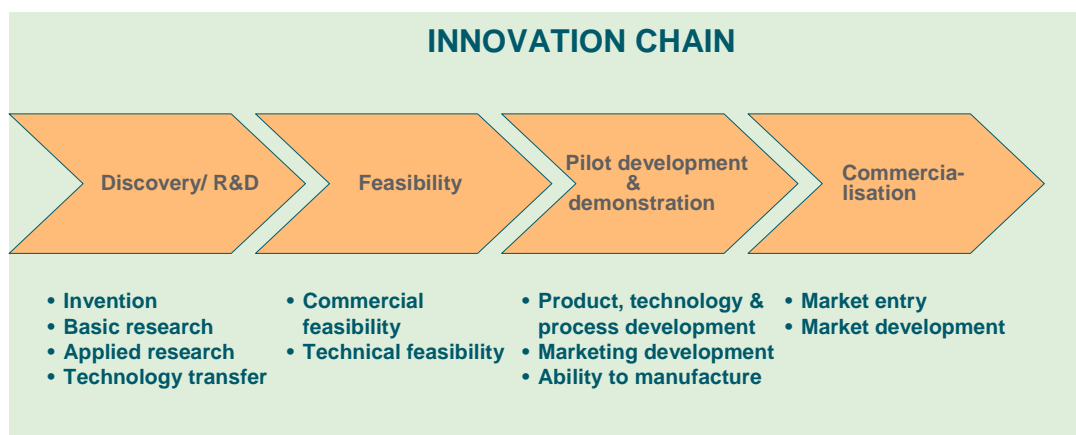 INNOVATION CHAIN
Discovery/ R&D
Feasibility
Pilot development
&
demonstration
Commercia-
lisation
• Invention
• Basic research
• Applied research
• Technology transfer
• Commercial
feasibility
• Technical feasibility
• Product, technology &
process development
• Marketing development
• Ability to manufacture
• Market entry
• Market development